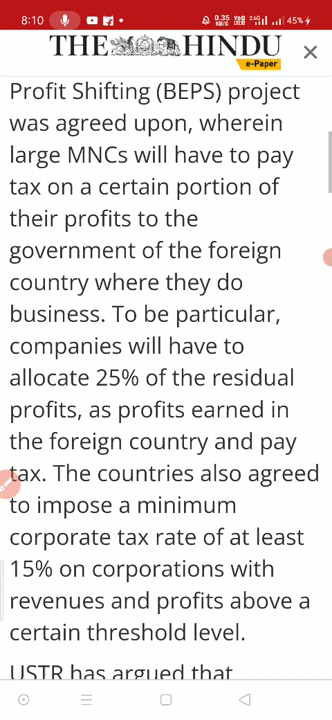 8:10
0.35 KB/S
45%
THE HINDU
e-Paper
Profit Shifting (BEPS) project
was agreed upon, wherein
large MNCs will have to pay
tax on a certain portion of
their profits to the
government of the foreign
country where they do
business. To be particular,
companies will have to
allocate 25% of the residual
profits, as profits earned in
the foreign country and pay
tax. The countries also agreed
to impose a minimum
corporate tax rate of at least
15% on corporations with
revenues and profits above a
certain threshold level.
USTR has argued that